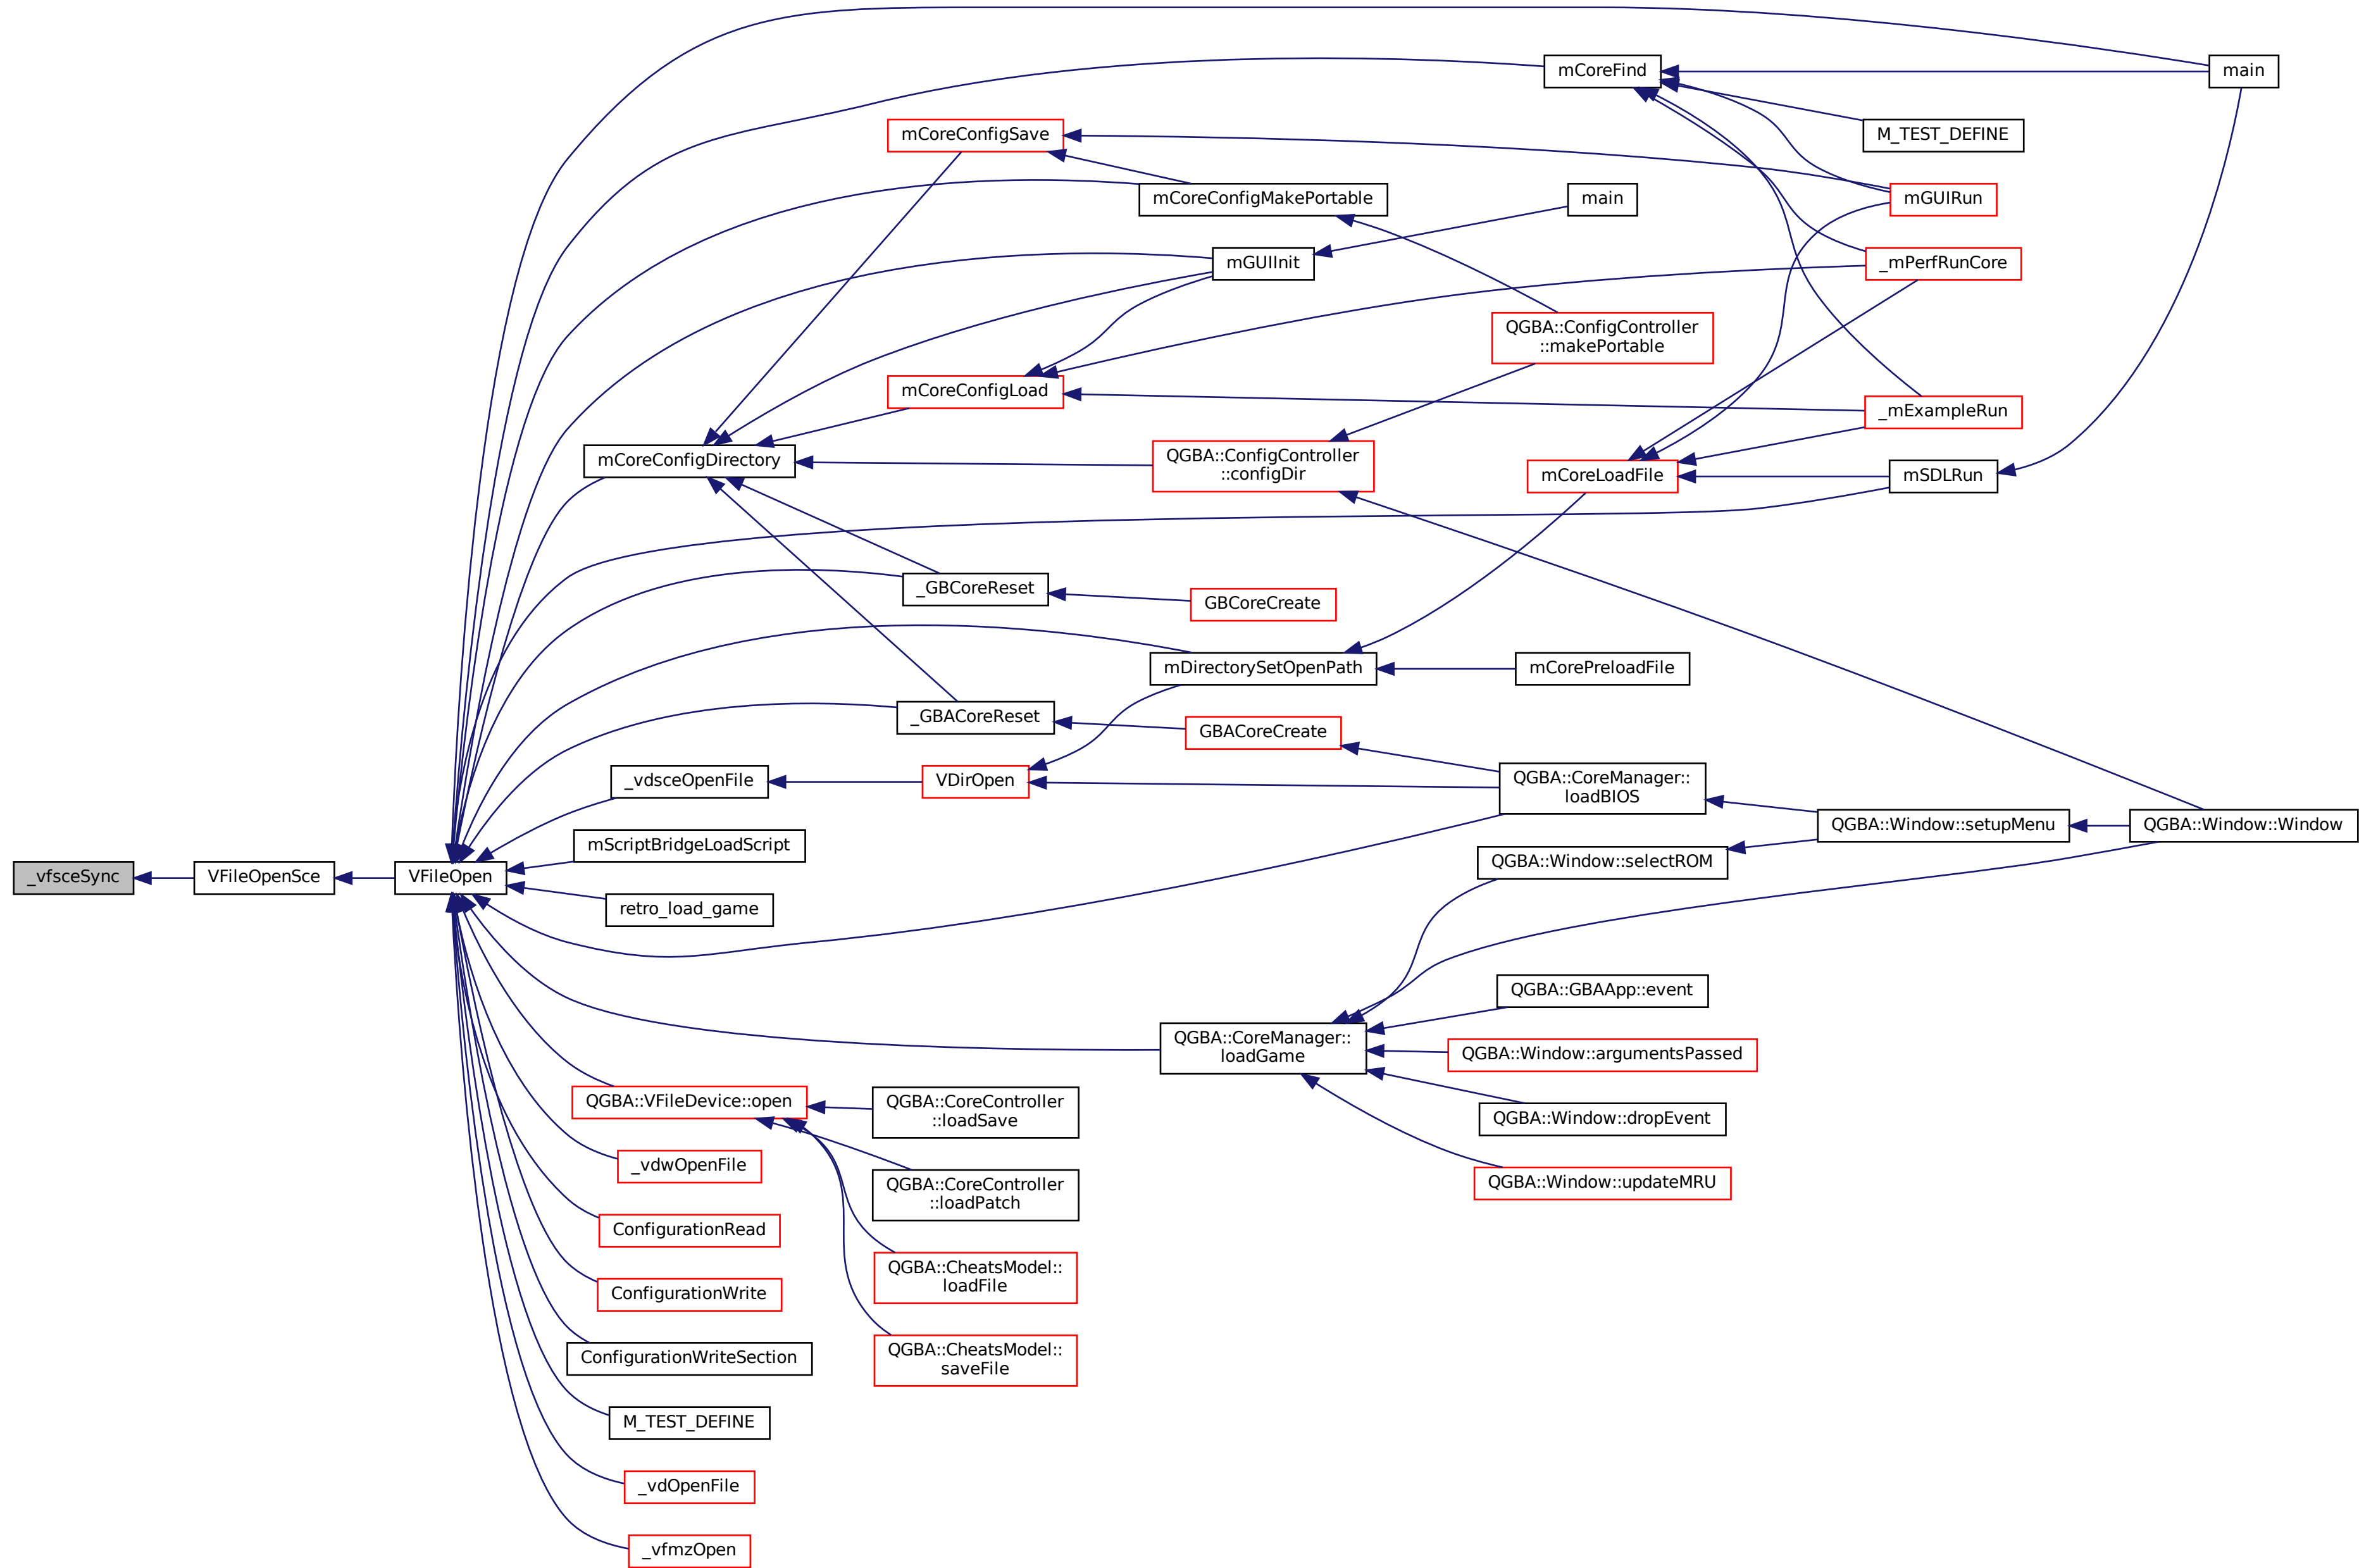 main
mCoreFind
M_TEST_DEFINE
mCoreConfigSave
mCoreConfigMakePortable
main
mGUIRun
mGUIInit
_mPerfRunCore
QGBA::ConfigController
::makePortable
mCoreConfigLoad
_mExampleRun
mCoreConfigDirectory
QGBA::ConfigController
::configDir
mCoreLoadFile
mSDLRun
_GBCoreReset
GBCoreCreate
mDirectorySetOpenPath
mCorePreloadFile
_GBACoreReset
GBACoreCreate
_vdsceOpenFile
VDirOpen
QGBA::CoreManager::
loadBIOS
QGBA::Window::setupMenu
QGBA::Window::Window
mScriptBridgeLoadScript
QGBA::Window::selectROM
_vfsceSync
VFileOpenSce
VFileOpen
retro_load_game
QGBA::GBAApp::event
QGBA::CoreManager::
loadGame
QGBA::Window::argumentsPassed
QGBA::VFileDevice::open
QGBA::CoreController
::loadSave
QGBA::Window::dropEvent
_vdwOpenFile
QGBA::CoreController
::loadPatch
QGBA::Window::updateMRU
ConfigurationRead
QGBA::CheatsModel::
loadFile
ConfigurationWrite
ConfigurationWriteSection
QGBA::CheatsModel::
saveFile
M_TEST_DEFINE
_vdOpenFile
_vfmzOpen